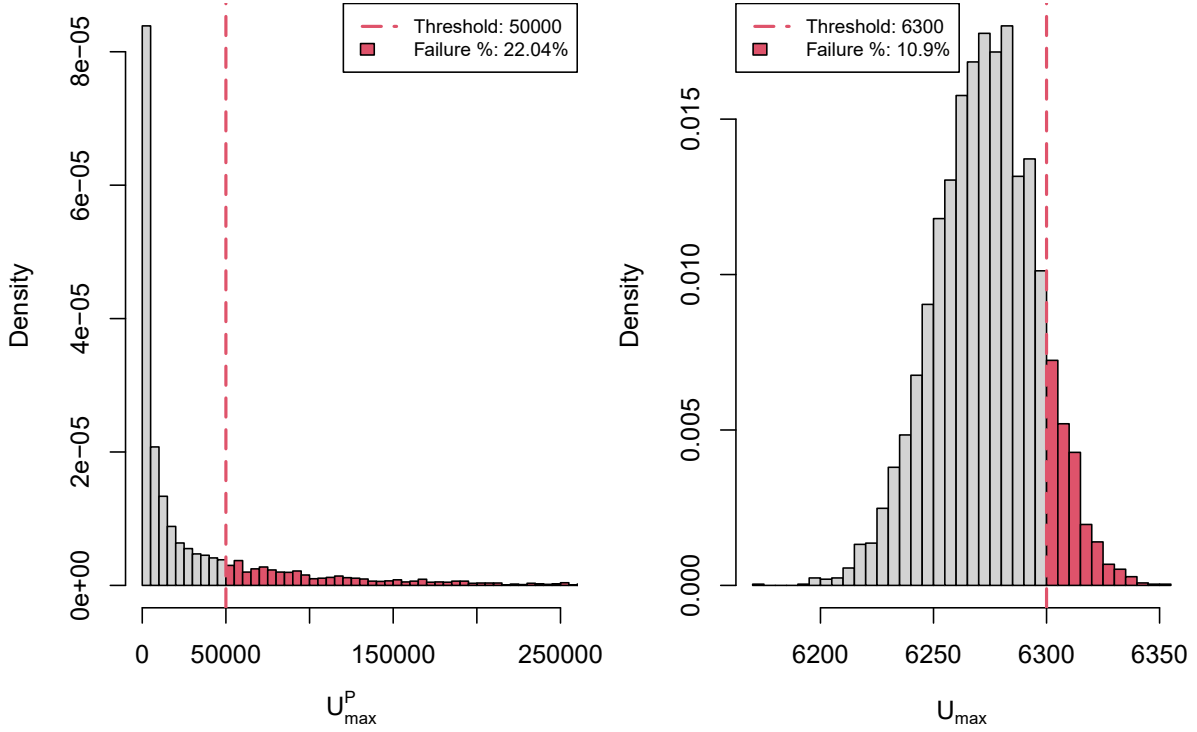 Threshold: 50000
Failure %: 22.04%
Density
0e+00 2e−05 4e−05 6e−05 8e−05
0 50000 150000 250000
U^P_max
Threshold: 6300
Failure %: 10.9%
Density
0.000 0.005 0.010 0.015
6200 6250 6300 6350
U_max